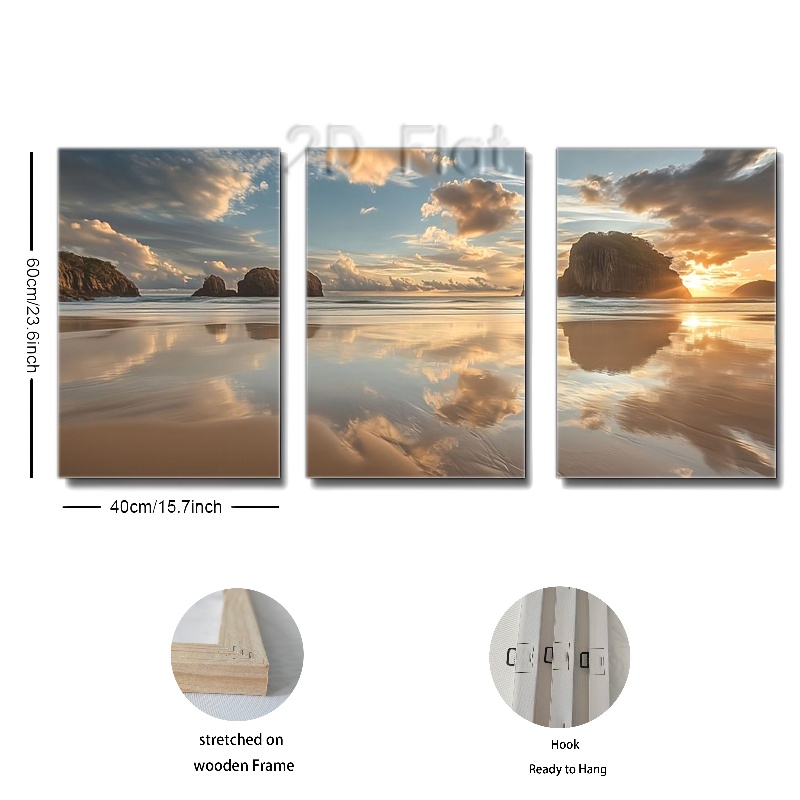 2D Flat
60cm/23.6inch
40cm/15.7inch
stretched on
wooden Frame
Hook
Ready to Hang